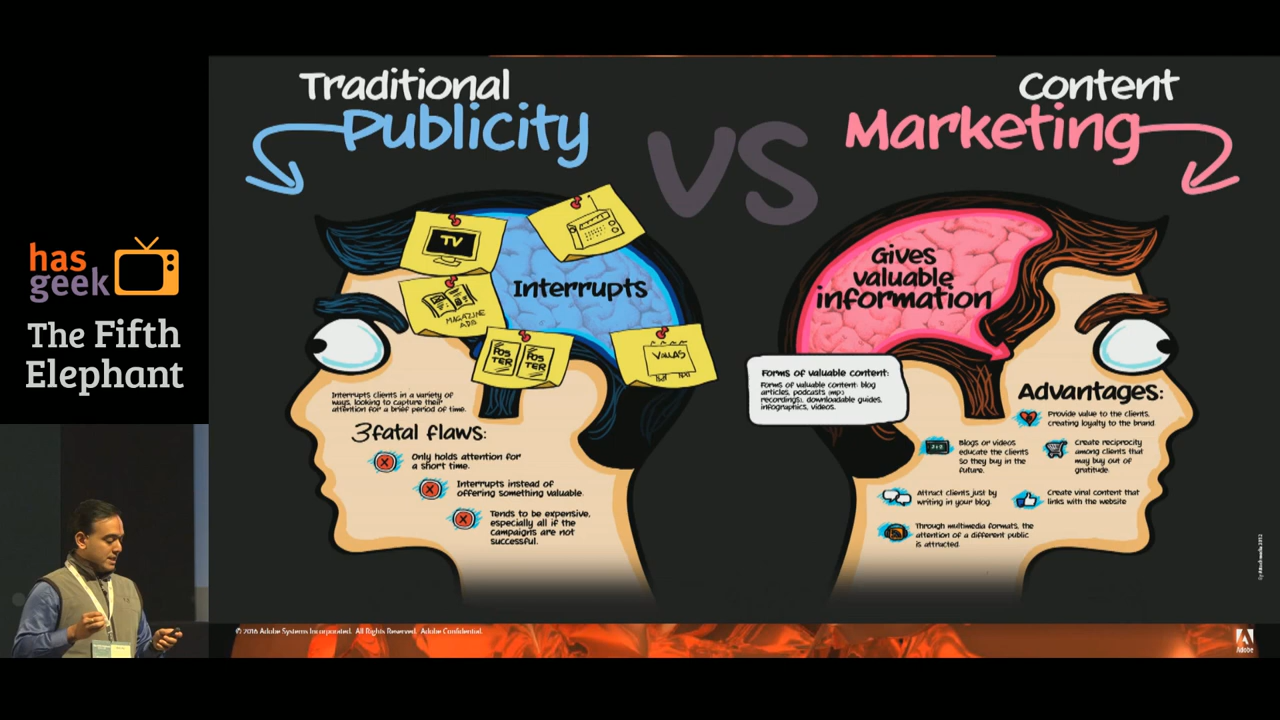 Traditional
Publicity
VS
Content
Marketing
has
geek
The Fifth
Elephant
TV
MAGAZINE
ADS
POS
TER
POS
TER
VALLAS
Interrupts
Gives
valuable
information
Interrupts clients in a variety of
ways, looking to capture their
attention for a brief period of time.
3 fatal flaws:
Only holds attention for
a short time.
Interrupts instead of
offering something valuable.
Tends to be expensive,
especially all if the
campaigns are not
successful.
Forms of valuable content:
Forms of valuable content: blog
articles, podcasts (mp3
recordings), downloadable guides,
infographics, videos.
Advantages:
Provide value to the clients,
creating loyalty to the brand.
Blogs or videos
educate the clients
so they buy in the
future.
Create reciprocity
among clients that
may buy out of
gratitude.
Attract clients just by
writing in your blog.
Create viral content that
links with the website
Through multimedia formats, the
attention of a different public
is attracted.
© 2016 Adobe Systems Incorporated. All Rights Reserved. Adobe Confidential.
Adobe